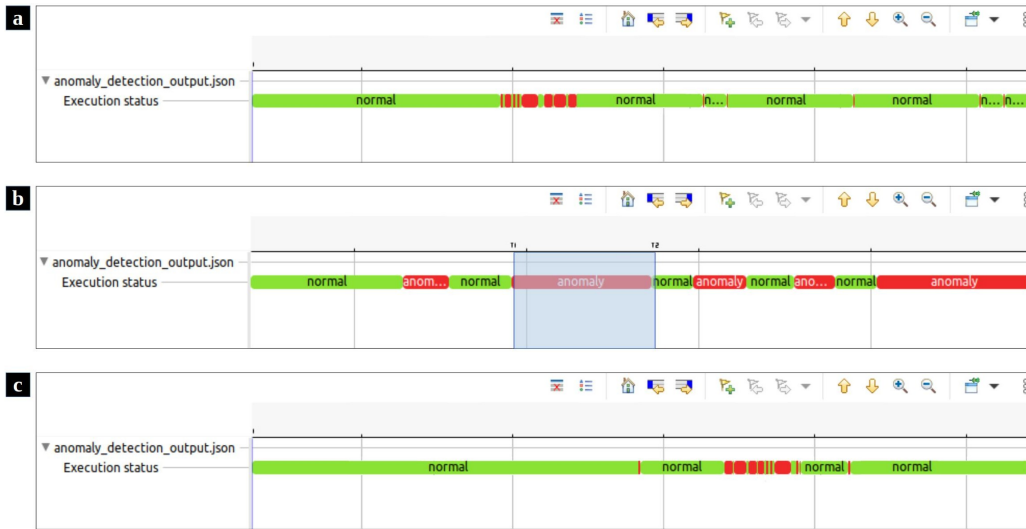 a
anomaly_detection_output.json
Execution status
normal normal n... normal normal n... n...
b
T1 T2
anomaly_detection_output.json
Execution status
normal anom... normal anomaly normal anomaly normal ano... normal anomaly
c
anomaly_detection_output.json
Execution status
normal normal normal normal